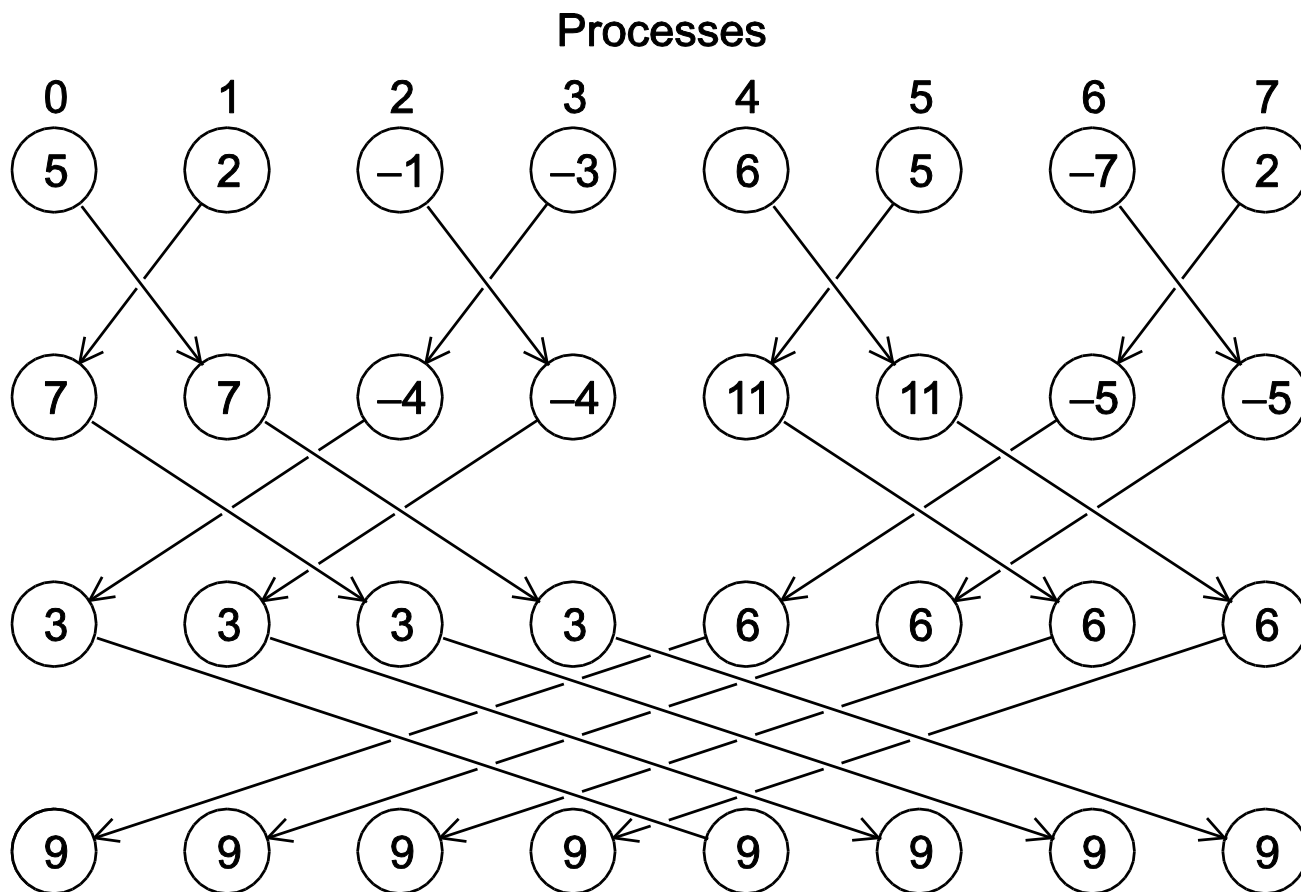 Processes
0 1 2 3 4 5 6 7
5 2 –1 –3 6 5 –7 2
7 7 –4 –4 11 11 –5 –5
3 3 3 3 6 6 6 6
9 9 9 9 9 9 9 9